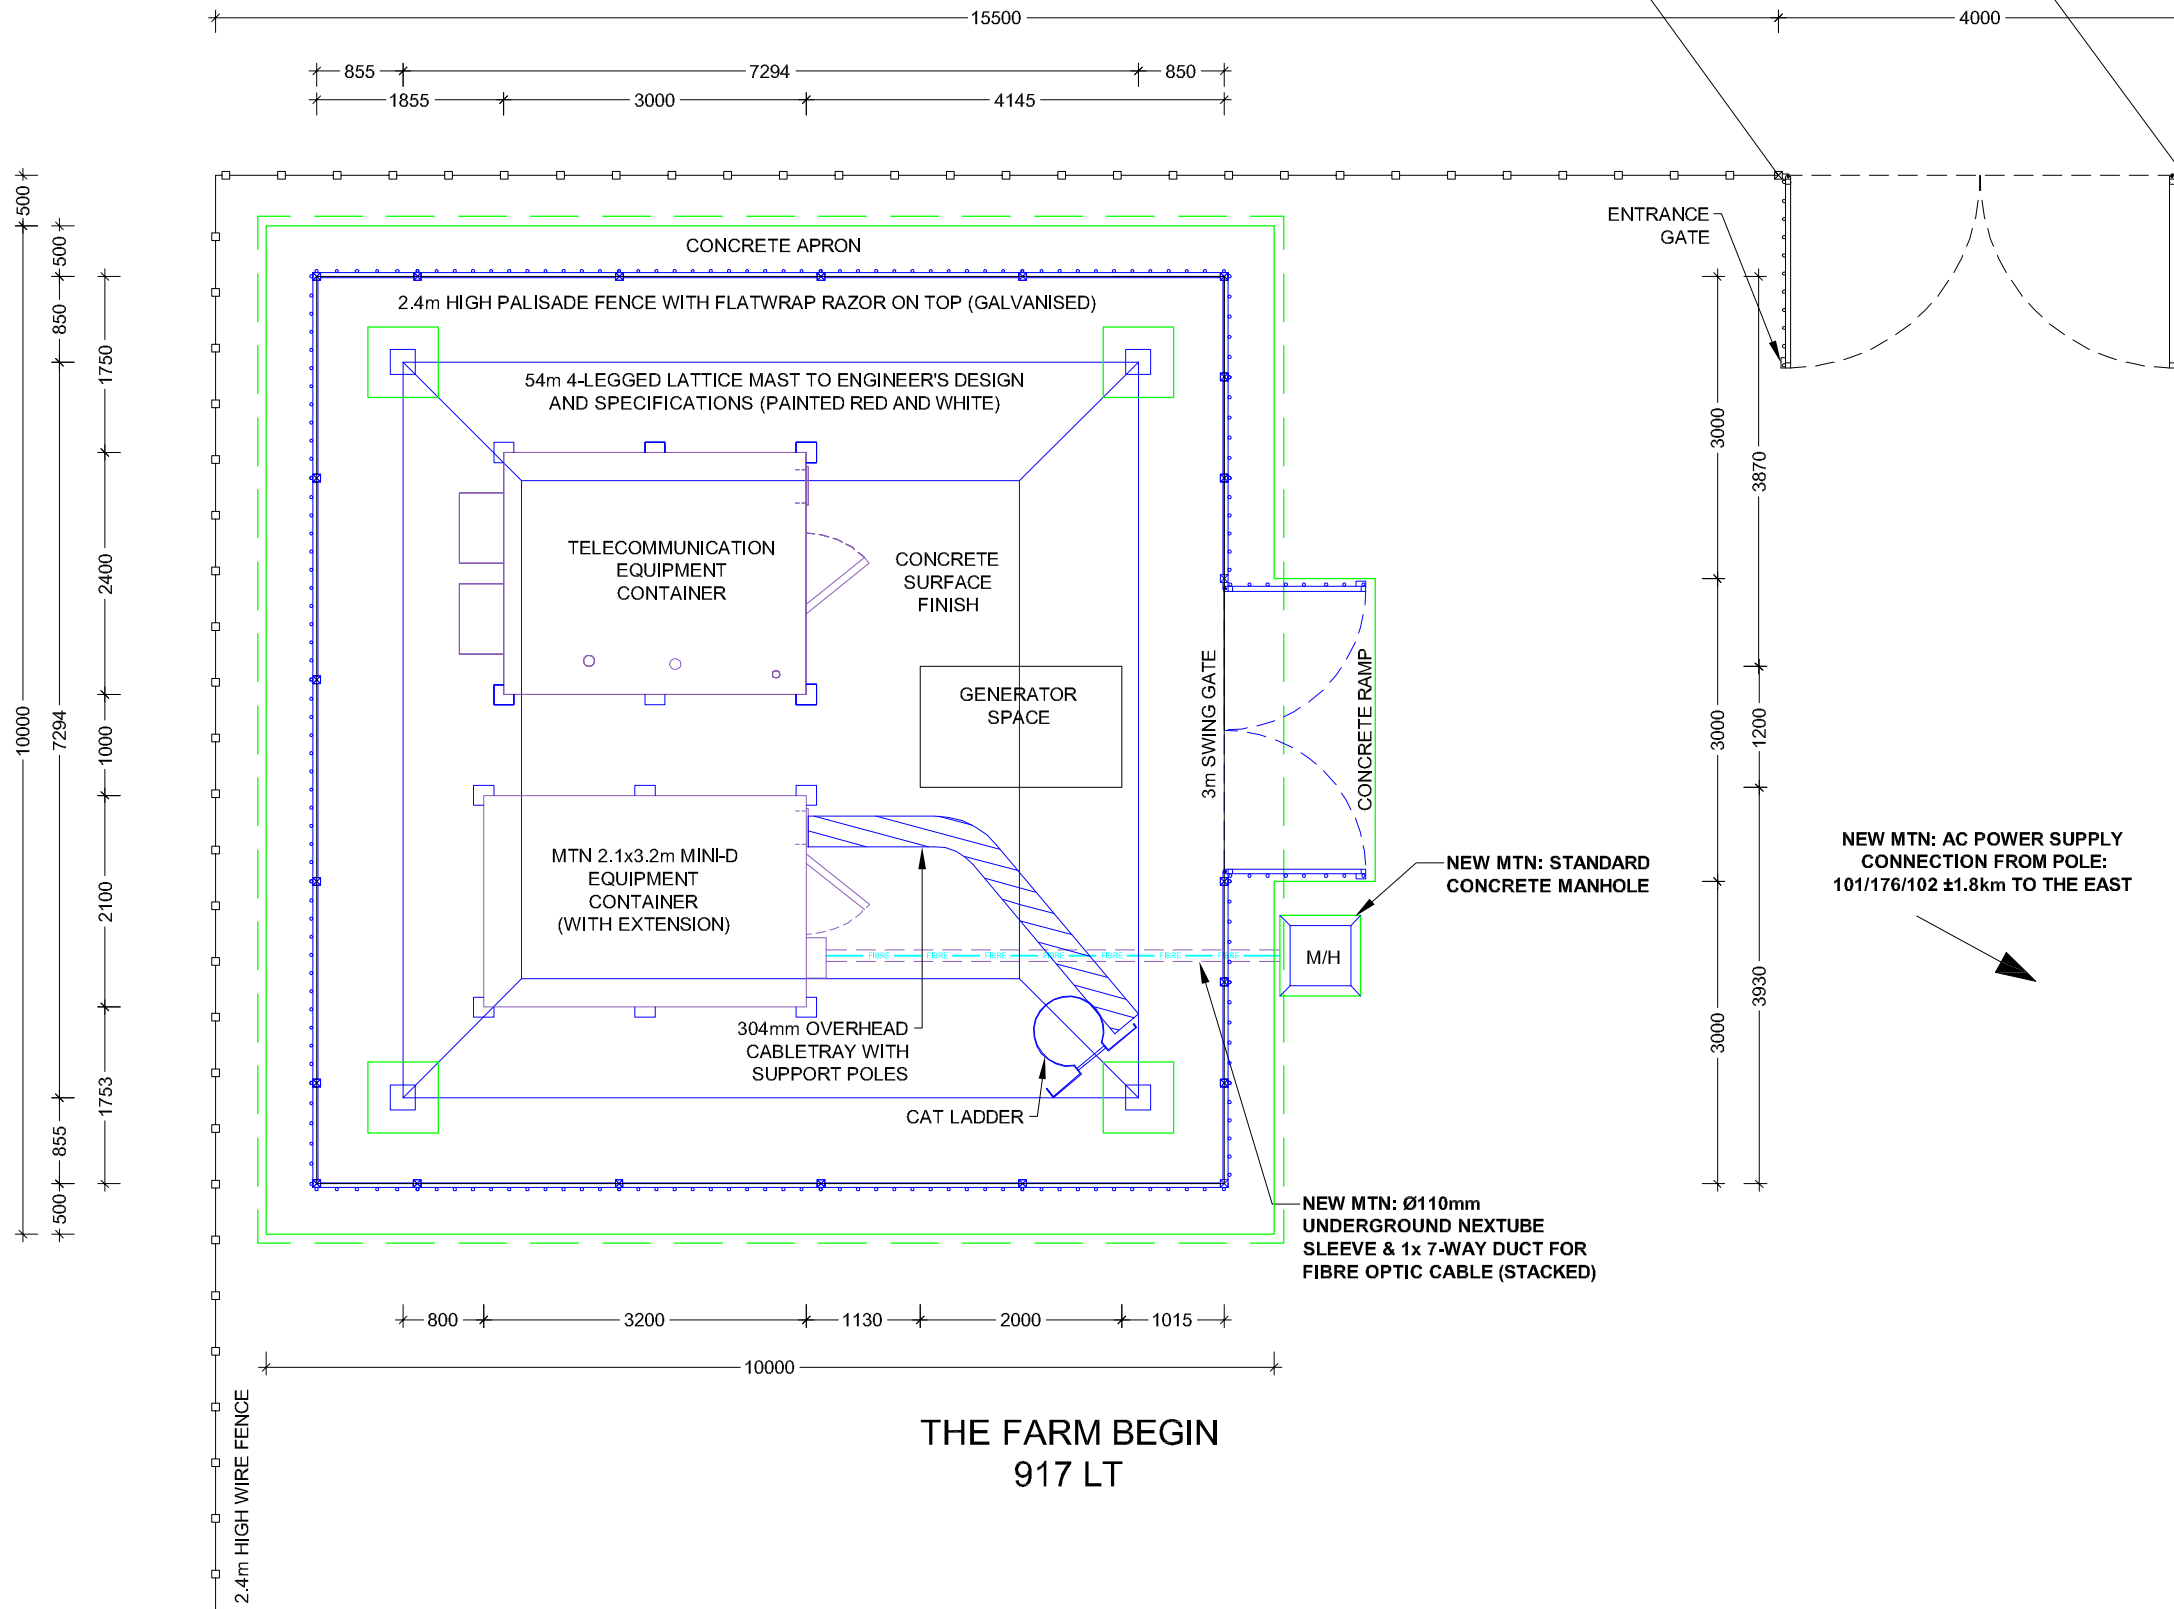 15500
4000
855
7294
850
1855
3000
4145
500
500
850
1750
2400
10000
7294
1000
2100
1753
855
500
ENTRANCE
GATE
CONCRETE APRON
2.4m HIGH PALISADE FENCE WITH FLATWRAP RAZOR ON TOP (GALVANISED)
54m 4-LEGGED LATTICE MAST TO ENGINEER'S DESIGN
AND SPECIFICATIONS (PAINTED RED AND WHITE)
TELECOMMUNICATION
EQUIPMENT
CONTAINER
CONCRETE
SURFACE
FINISH
GENERATOR
SPACE
3m SWING GATE
CONCRETE RAMP
3000
3870
3000
1200
3000
3930
MTN 2.1x3.2m MINI-D
EQUIPMENT
CONTAINER
(WITH EXTENSION)
NEW MTN: STANDARD
CONCRETE MANHOLE
NEW MTN: AC POWER SUPPLY
CONNECTION FROM POLE:
101/176/102 ±1.8km TO THE EAST
FIBRE FIBRE FIBRE FIBRE FIBRE FIBRE FIBRE
M/H
304mm OVERHEAD
CABLETRAY WITH
SUPPORT POLES
CAT LADDER
NEW MTN: Ø110mm
UNDERGROUND NEXTUBE
SLEEVE & 1x 7-WAY DUCT FOR
FIBRE OPTIC CABLE (STACKED)
800
3200
1130
2000
1015
10000
2.4m HIGH WIRE FENCE
THE FARM BEGIN
917 LT